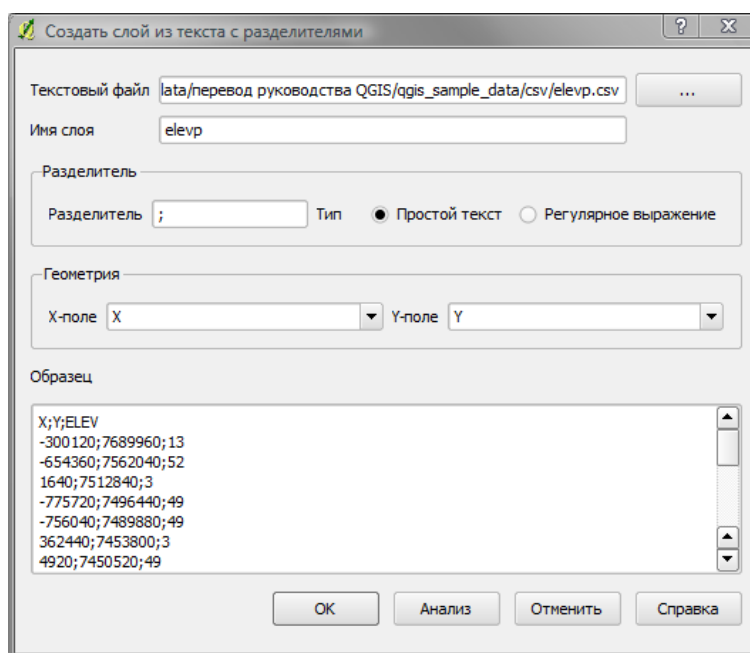 Создать слой из текста с разделителями
Текстовый файл lata/перевод руководства QGIS/qgis_sample_data/csv/elevp.csv ...
Имя слоя elevp
Разделитель
Разделитель ; Тип Простой текст Регулярное выражение
Геометрия
X-поле X Y-поле Y
Образец
X;Y;ELEV
-300120;7689960;13
-654360;7562040;52
1640;7512840;3
-775720;7496440;49
-756040;7489880;49
362440;7453800;3
4920;7450520;49
OK Анализ Отменить Справка